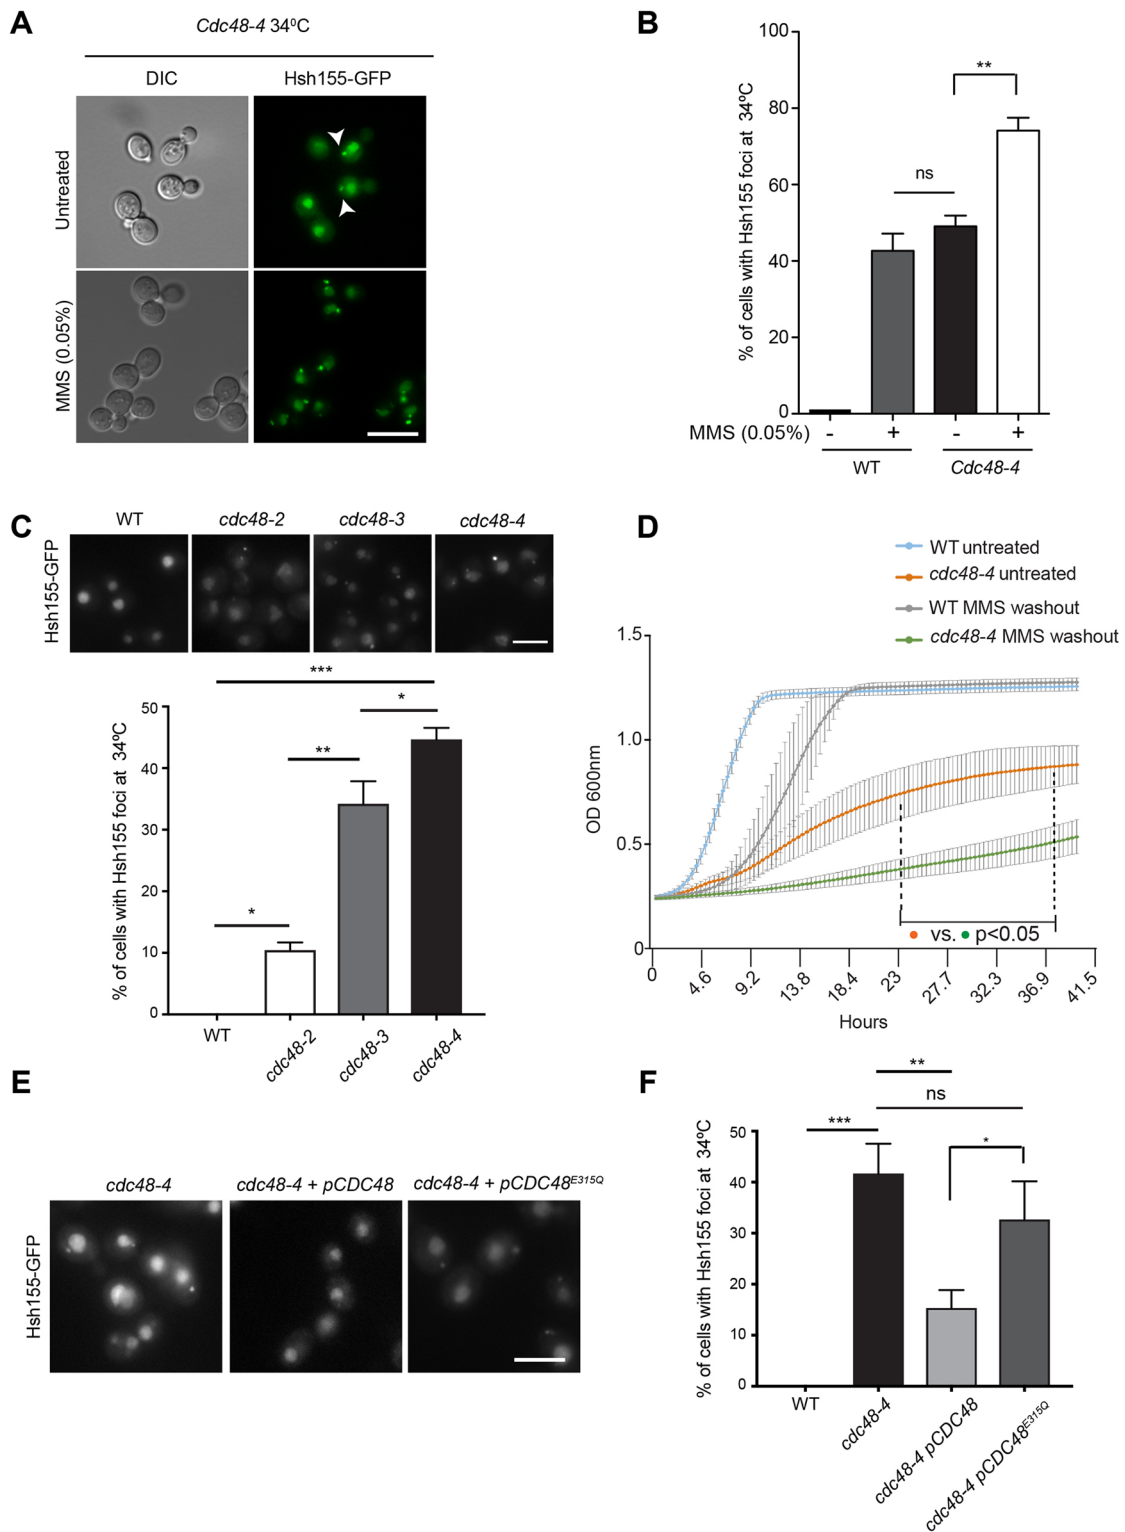 A
Cdc48-4 34⁰C
DIC
Hsh155-GFP
Untreated
MMS (0.05%)
B
% of cells with Hsh155 foci at 34⁰C
100
80
60
40
20
0
ns
**
MMS (0.05%) - + - +
WT
Cdc48-4
C
WT
cdc48-2
cdc48-3
cdc48-4
Hsh155-GFP
% of cells with Hsh155 foci at 34⁰C
50
40
30
20
10
0
***
*
**
*
WT
cdc48-2
cdc48-3
cdc48-4
D
WT untreated
cdc48-4 untreated
WT MMS washout
cdc48-4 MMS washout
OD 600nm
1.5
1.0
0.5
0
vs. p<0.05
0
4.6
9.2
13.8
18.4
23
27.7
32.3
36.9
41.5
Hours
E
cdc48-4
cdc48-4 + pCDC48
cdc48-4 + pCDC48ᴱ³¹⁵Q
Hsh155-GFP
F
% of cells with Hsh155 foci at 34⁰C
50
40
30
20
10
0
**
ns
***
*
WT
cdc48-4
cdc48-4 pCDC48
cdc48-4 pCDC48ᴱ³¹⁵Q